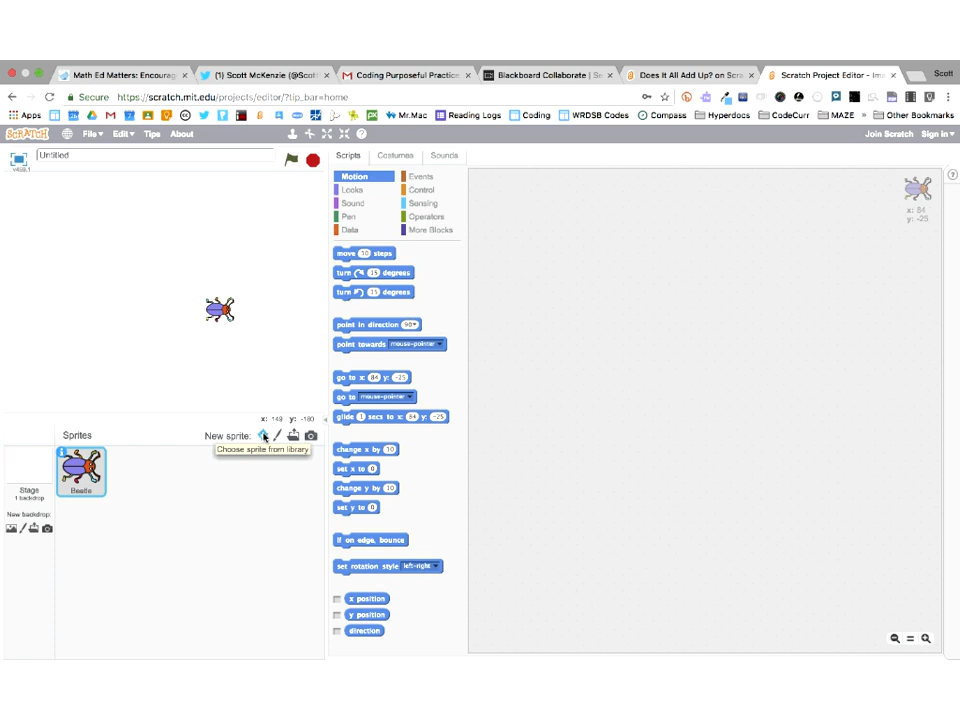 Math Ed Matters: Encourag
(1) Scott McKenzie (@Scott
Coding Purposeful Practice
Blackboard Collaborate | Se
Does It All Add Up? on Scra
Scratch Project Editor - Ima
Scott
Secure https://scratch.mit.edu/projects/editor/?tip_bar=home
Apps
Mr.Mac
Reading Logs
Coding
WRDSB Codes
Compass
Hyperdocs
CodeCurr
MAZE
»
Other Bookmarks
SCRATCH
File
Edit
Tips
About
Join Scratch
Sign in
Untitled
v459.1
Scripts
Costumes
Sounds
Motion
Events
Looks
Control
Sound
Sensing
Pen
Operators
Data
More Blocks
x: 84
y: -25
move 10 steps
turn 15 degrees
turn 15 degrees
point in direction 90
point towards mouse-pointer
go to x: 84 y: -25
go to mouse-pointer
glide 1 secs to x: 84 y: -25
change x by 10
set x to 0
change y by 10
set y to 0
if on edge, bounce
set rotation style left-right
x position
y position
direction
x: 149 y: -180
Sprites
New sprite:
Choose sprite from library
Beetle
Stage
1 backdrop
New backdrop: